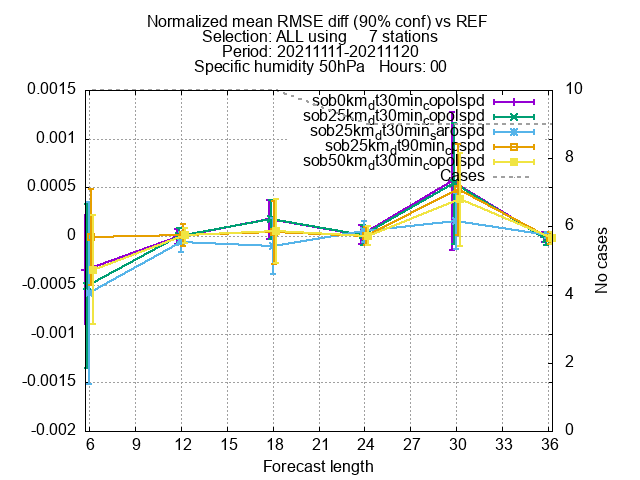 Normalized mean RMSE diff (90% conf) vs REF
Selection: ALL using 7 stations
Period: 20211111-20211120
Specific humidity 50hPa Hours: 00
0.0015
0.001
0.0005
0
-0.0005
-0.001
-0.0015
-0.002
10
8
6
4
2
0
No cases
sob0km_dt30min_copolspd
sob25km_dt30min_copolspd
sob25km_dt30min_sarospd
Cases
sob50km_dt30min_copolspd
6 9 12 15 18 21 24 27 30 33 36
Forecast length